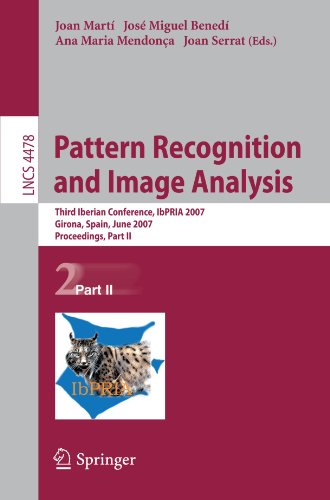 Joan Martí José Miguel Benedí
Ana Maria Mendonça Joan Serrat (Eds.)
LNCS 4478
Pattern Recognition
and Image Analysis
Third Iberian Conference, IbPRIA 2007
Girona, Spain, June 2007
Proceedings, Part II
2 Part II
IbPRIA
Springer